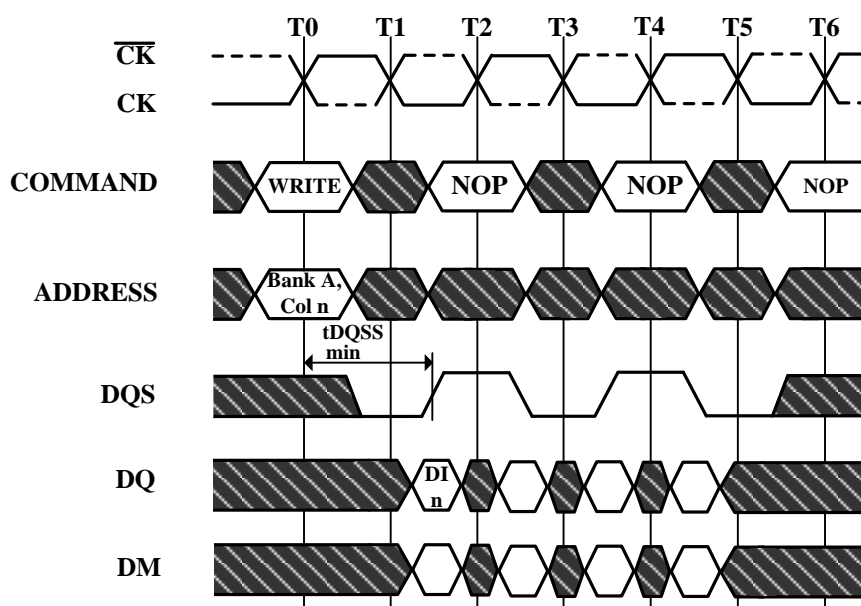 T0 T1 T2 T3 T4 T5 T6
CK
CK
COMMAND WRITE NOP NOP NOP
ADDRESS Bank A,
Col n
tDQSS
min
DQS
DQ DI
n
DM